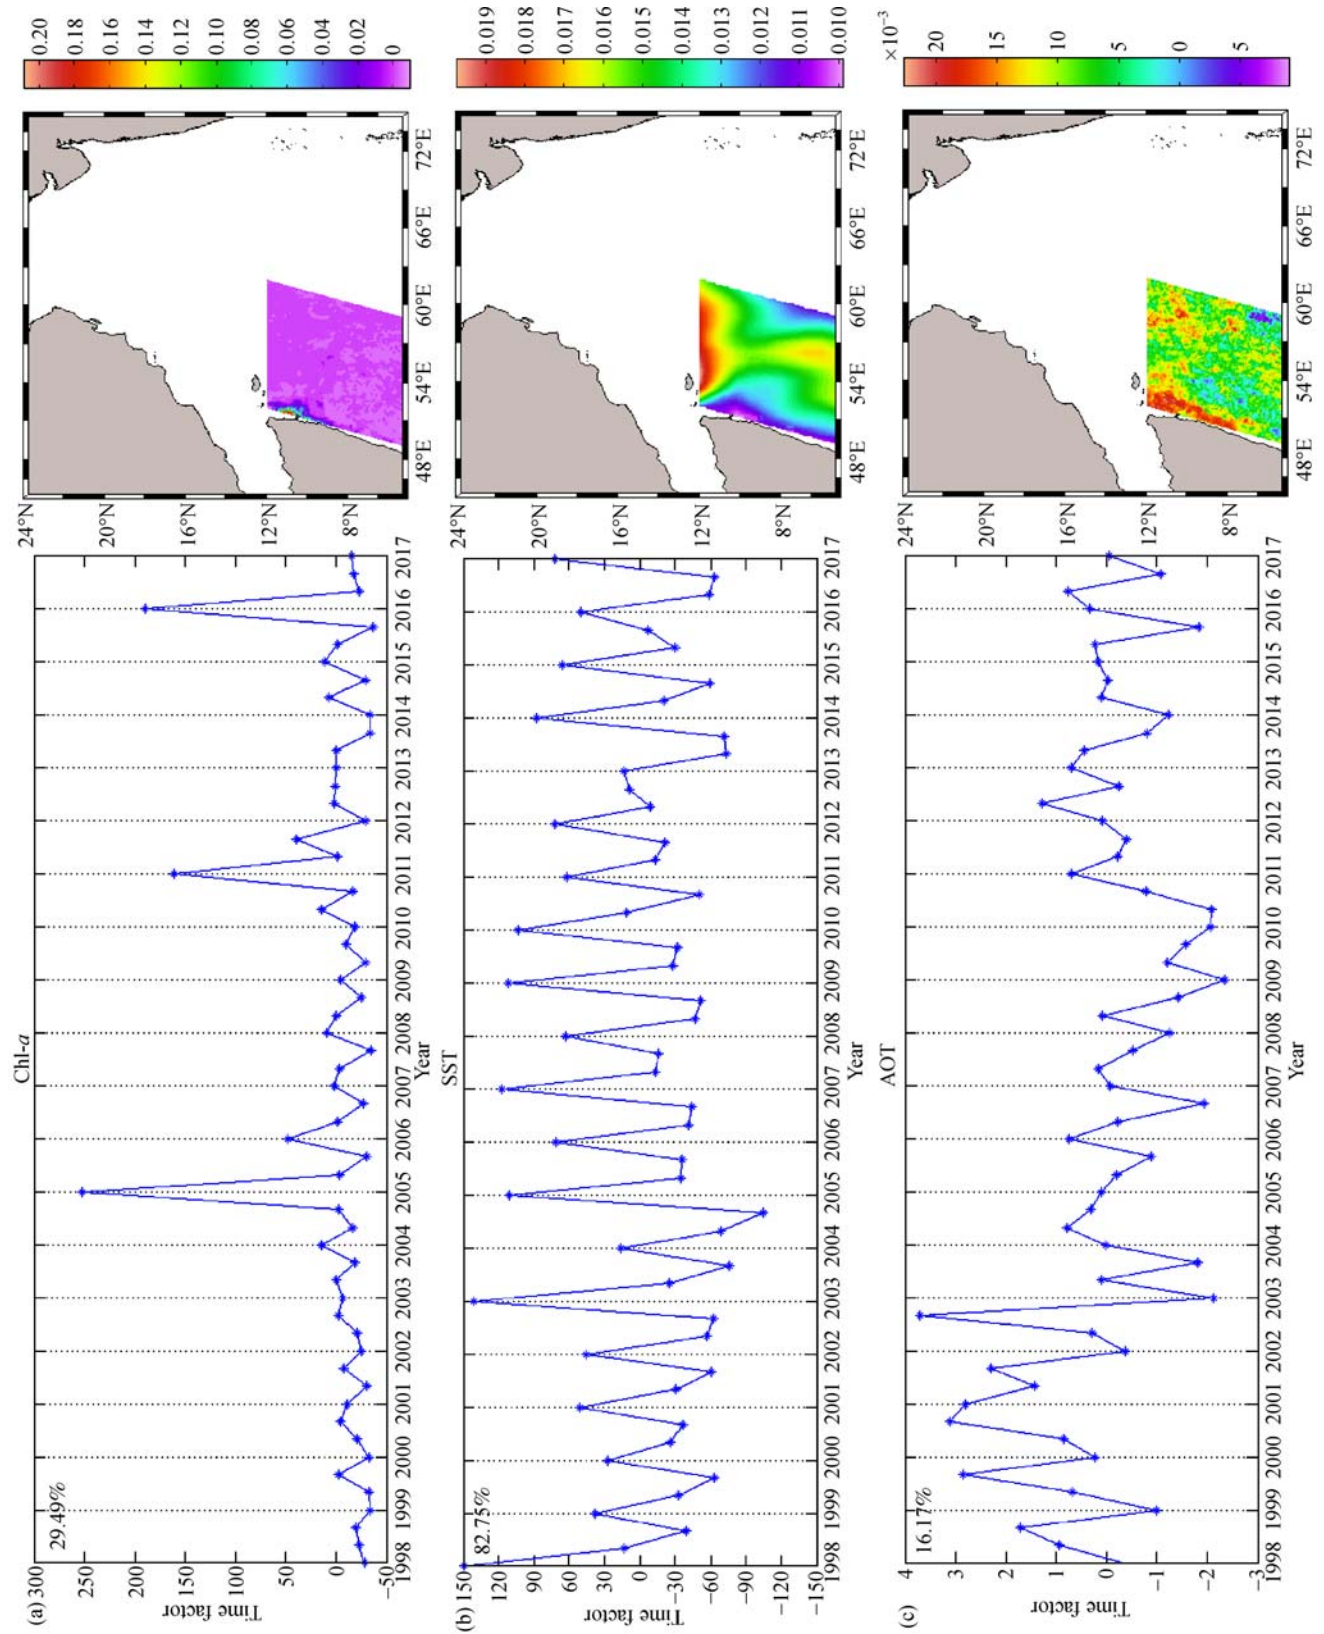 (a)
Chl-a
29.49%
Time factor
300
250
200
150
100
50
0
−50
1998 1999 2000 2001 2002 2003 2004 2005 2006 2007 2008 2009 2010 2011 2012 2013 2014 2015 2016 2017
Year
24°N
20°N
16°N
12°N
8°N
48°E 54°E 60°E 66°E 72°E
0.20
0.18
0.16
0.14
0.12
0.10
0.08
0.06
0.04
0.02
0
(b)
SST
82.75%
Time factor
150
120
90
60
30
0
−30
−60
−90
−120
−150
1998 1999 2000 2001 2002 2003 2004 2005 2006 2007 2008 2009 2010 2011 2012 2013 2014 2015 2016 2017
Year
24°N
20°N
16°N
12°N
8°N
48°E 54°E 60°E 66°E 72°E
0.019
0.018
0.017
0.016
0.015
0.014
0.013
0.012
0.011
0.010
(c)
AOT
16.17%
Time factor
4
3
2
1
0
−1
−2
−3
1998 1999 2000 2001 2002 2003 2004 2005 2006 2007 2008 2009 2010 2011 2012 2013 2014 2015 2016 2017
Year
24°N
20°N
16°N
12°N
8°N
48°E 54°E 60°E 66°E 72°E
×10−3
20
15
10
5
0
5